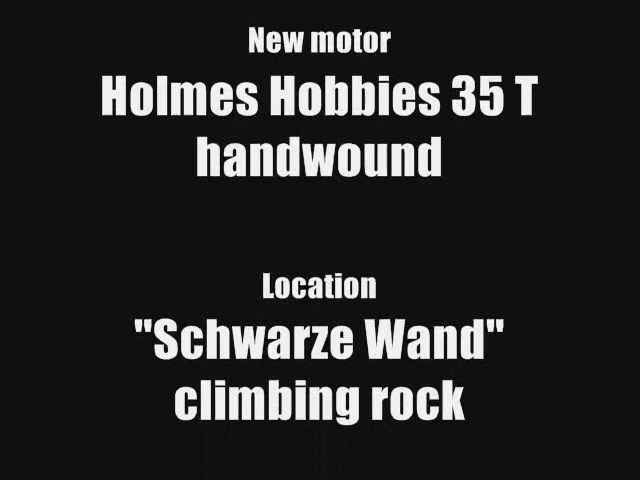 New motor
Holmes Hobbies 35 T
handwound
Location
"Schwarze Wand"
climbing rock